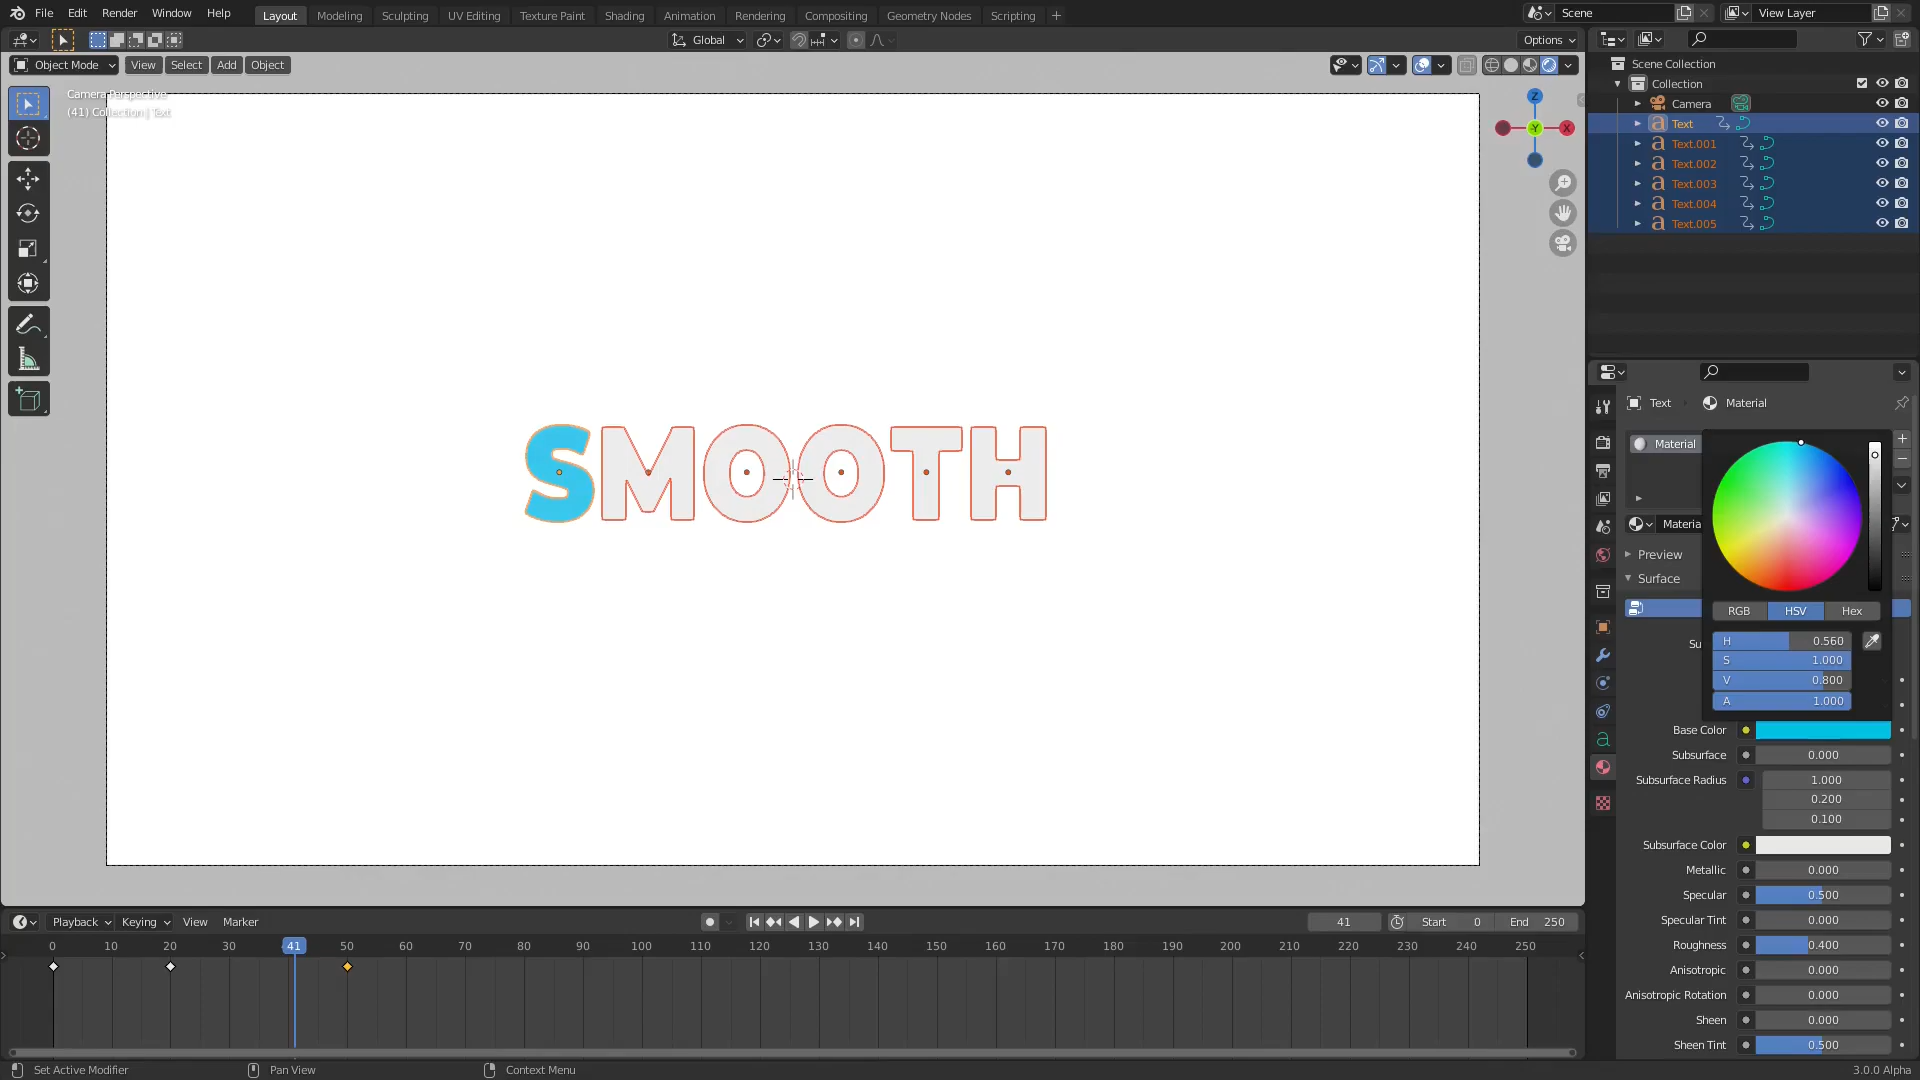 File Edit Render Window Help Layout Modeling Sculpting UV Editing Texture Paint Shading Animation Rendering Compositing Geometry Nodes Scripting + Scene View Layer
Global Options
Object Mode View Select Add Object
Camera Perspective
(41) Collection | Text
Z
Y X
SMOOTH
Scene Collection
Collection
Camera
Text
Text.001
Text.002
Text.003
Text.004
Text.005
Text Material
Material
Materia
Preview
Surface
RGB HSV Hex
Su
H 0.560
S 1.000
V 0.800
A 1.000
Base Color
Subsurface 0.000
Subsurface Radius 1.000
0.200
0.100
Subsurface Color
Metallic 0.000
Specular 0.500
Specular Tint 0.000
Roughness 0.400
Anisotropic 0.000
Anisotropic Rotation 0.000
Sheen 0.000
Sheen Tint 0.500
Playback Keying View Marker 41 Start 0 End 250
0 10 20 30 41 50 60 70 80 90 100 110 120 130 140 150 160 170 180 190 200 210 220 230 240 250
Set Active Modifier Pan View Context Menu 3.0.0 Alpha